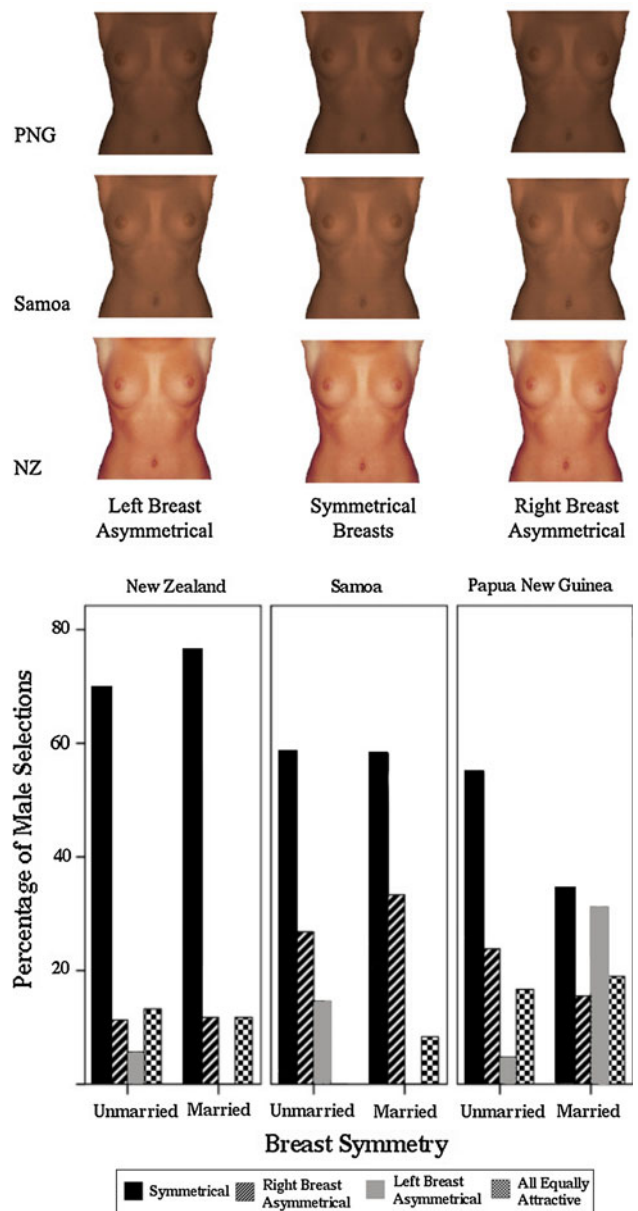 PNG
Samoa
NZ
Left Breast
Asymmetrical
Symmetrical
Breasts
Right Breast
Asymmetrical
New Zealand
Samoa
Papua New Guinea
Percentage of Male Selections
80
60
40
20
Unmarried Married
Unmarried Married
Unmarried Married
Breast Symmetry
Symmetrical
Right Breast
Asymmetrical
Left Breast
Asymmetrical
All Equally
Attractive